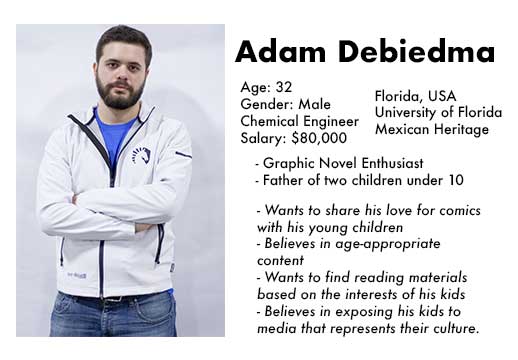 Adam Debiedma
Age: 32
Gender: Male
Chemical Engineer
Salary: $80,000
Florida, USA
University of Florida
Mexican Heritage
- Graphic Novel Enthusiast
- Father of two children under 10
- Wants to share his love for comics
with his young children
- Believes in age-appropriate
content
- Wants to find reading materials
based on the interests of his kids
- Believes in exposing his kids to
media that represents their culture.